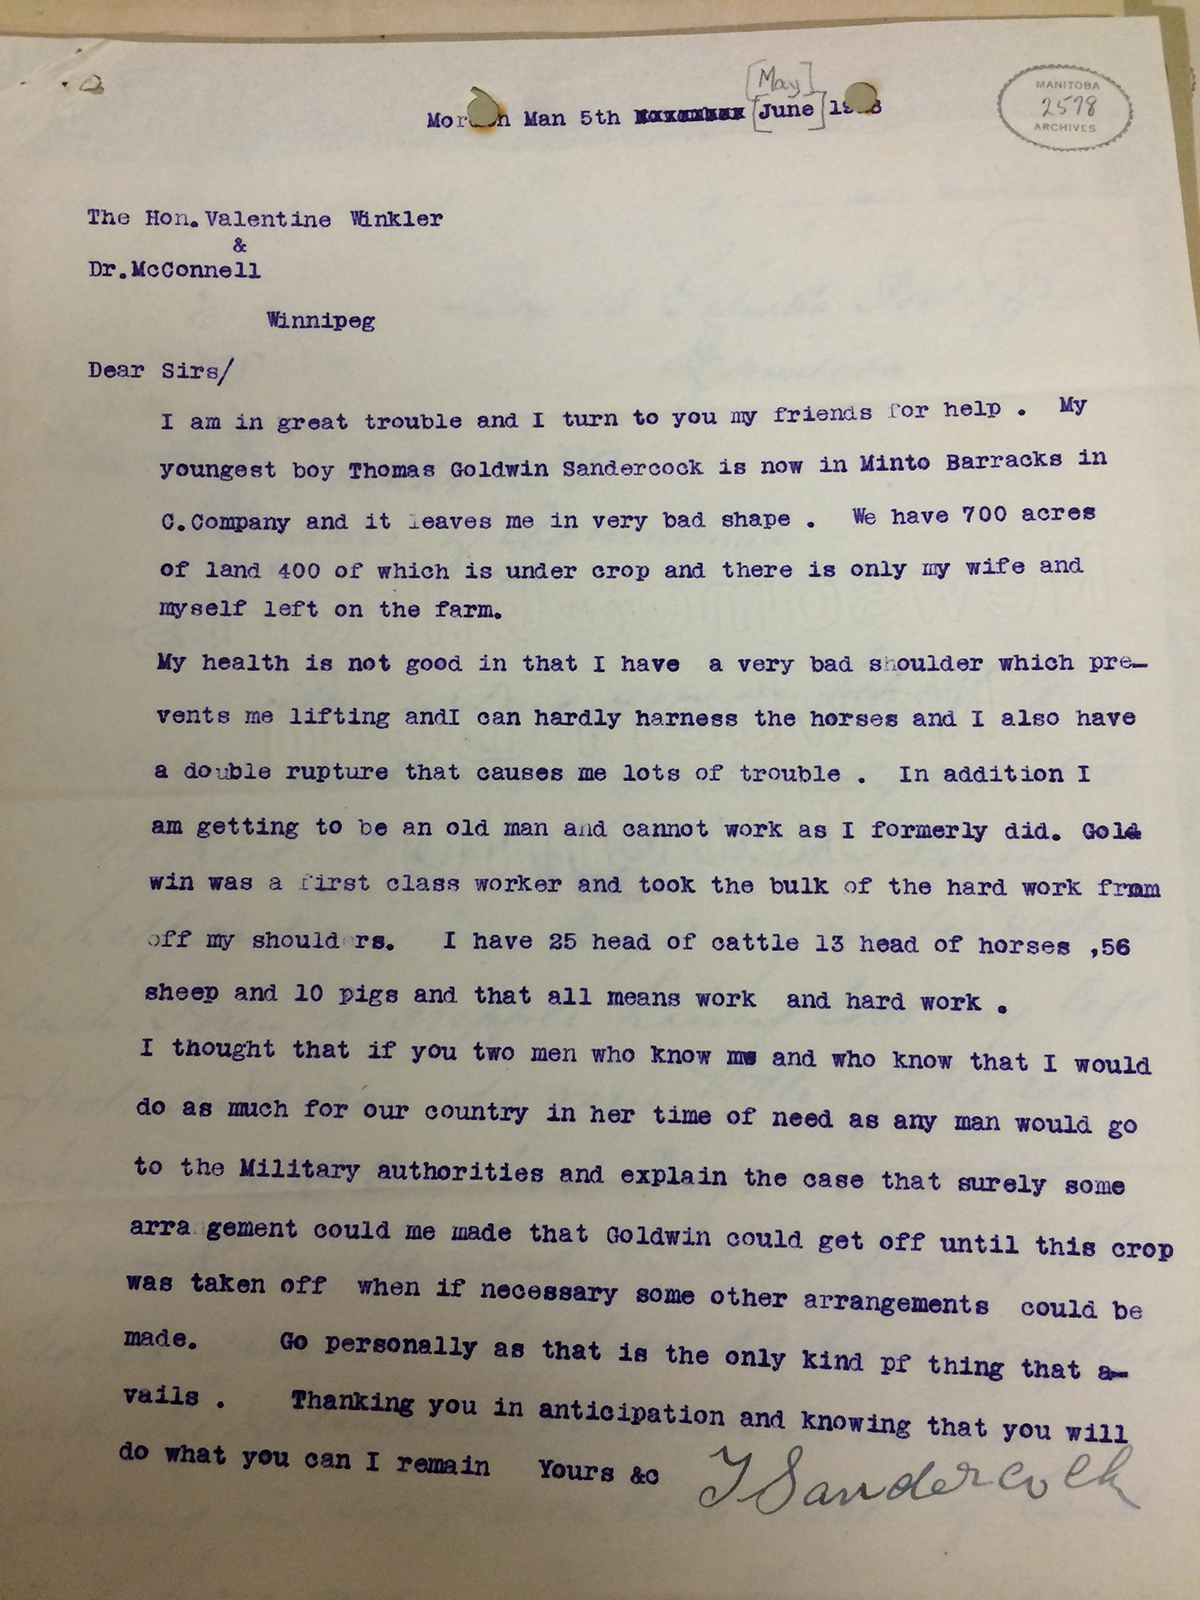 [May]
Mor n Man 5th [June] 19 8
MANITOBA
2578
ARCHIVES
The Hon. Valentine Winkler
&
Dr. McConnell
Winnipeg
Dear Sirs/
I am in great trouble and I turn to you my friends for help . My
youngest boy Thomas Goldwin Sandercock is now in Minto Barracks in
C.Company and it leaves me in very bad shape . We have 700 acres
of land 400 of which is under crop and there is only my wife and
myself left on the farm.
My health is not good in that I have a very bad shoulder which pre-
vents me lifting andI can hardly harness the horses and I also have
a double rupture that causes me lots of trouble . In addition I
am getting to be an old man and cannot work as I formerly did. Gold
win was a first class worker and took the bulk of the hard work frmm
off my should rs. I have 25 head of cattle 13 head of horses ,56
sheep and 10 pigs and that all means work and hard work .
I thought that if you two men who know me and who know that I would
do as much for our country in her time of need as any man would go
to the Military authorities and explain the case that surely some
arra gement could me made that Goldwin could get off until this crop
was taken off when if necessary some other arrangements could be
made. Go personally as that is the only kind pf thing that a-
vails . Thanking you in anticipation and knowing that you will
do what you can I remain Yours &c T Sandercock